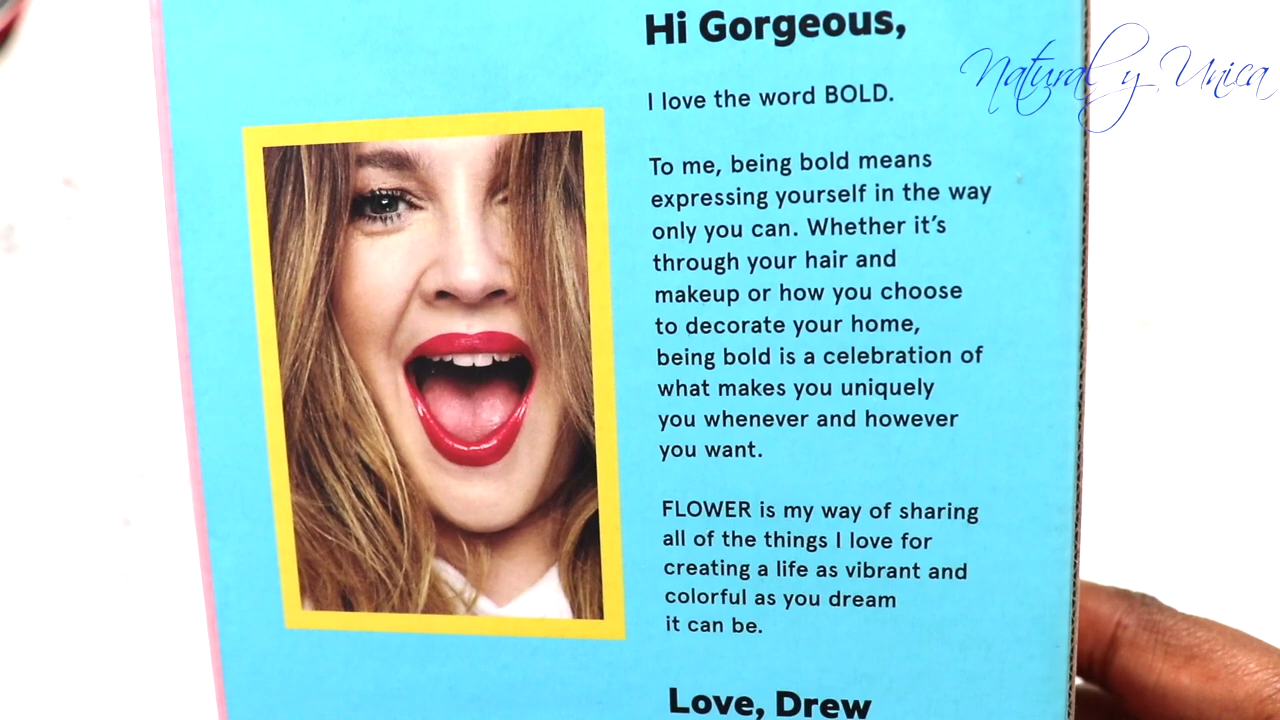 Hi Gorgeous,
Natural y Unica
I love the word BOLD.
To me, being bold means
expressing yourself in the way
only you can. Whether it's
through your hair and
makeup or how you choose
to decorate your home,
being bold is a celebration of
what makes you uniquely
you whenever and however
you want.
FLOWER is my way of sharing
all of the things I love for
creating a life as vibrant and
colorful as you dream
it can be.
Love, Drew